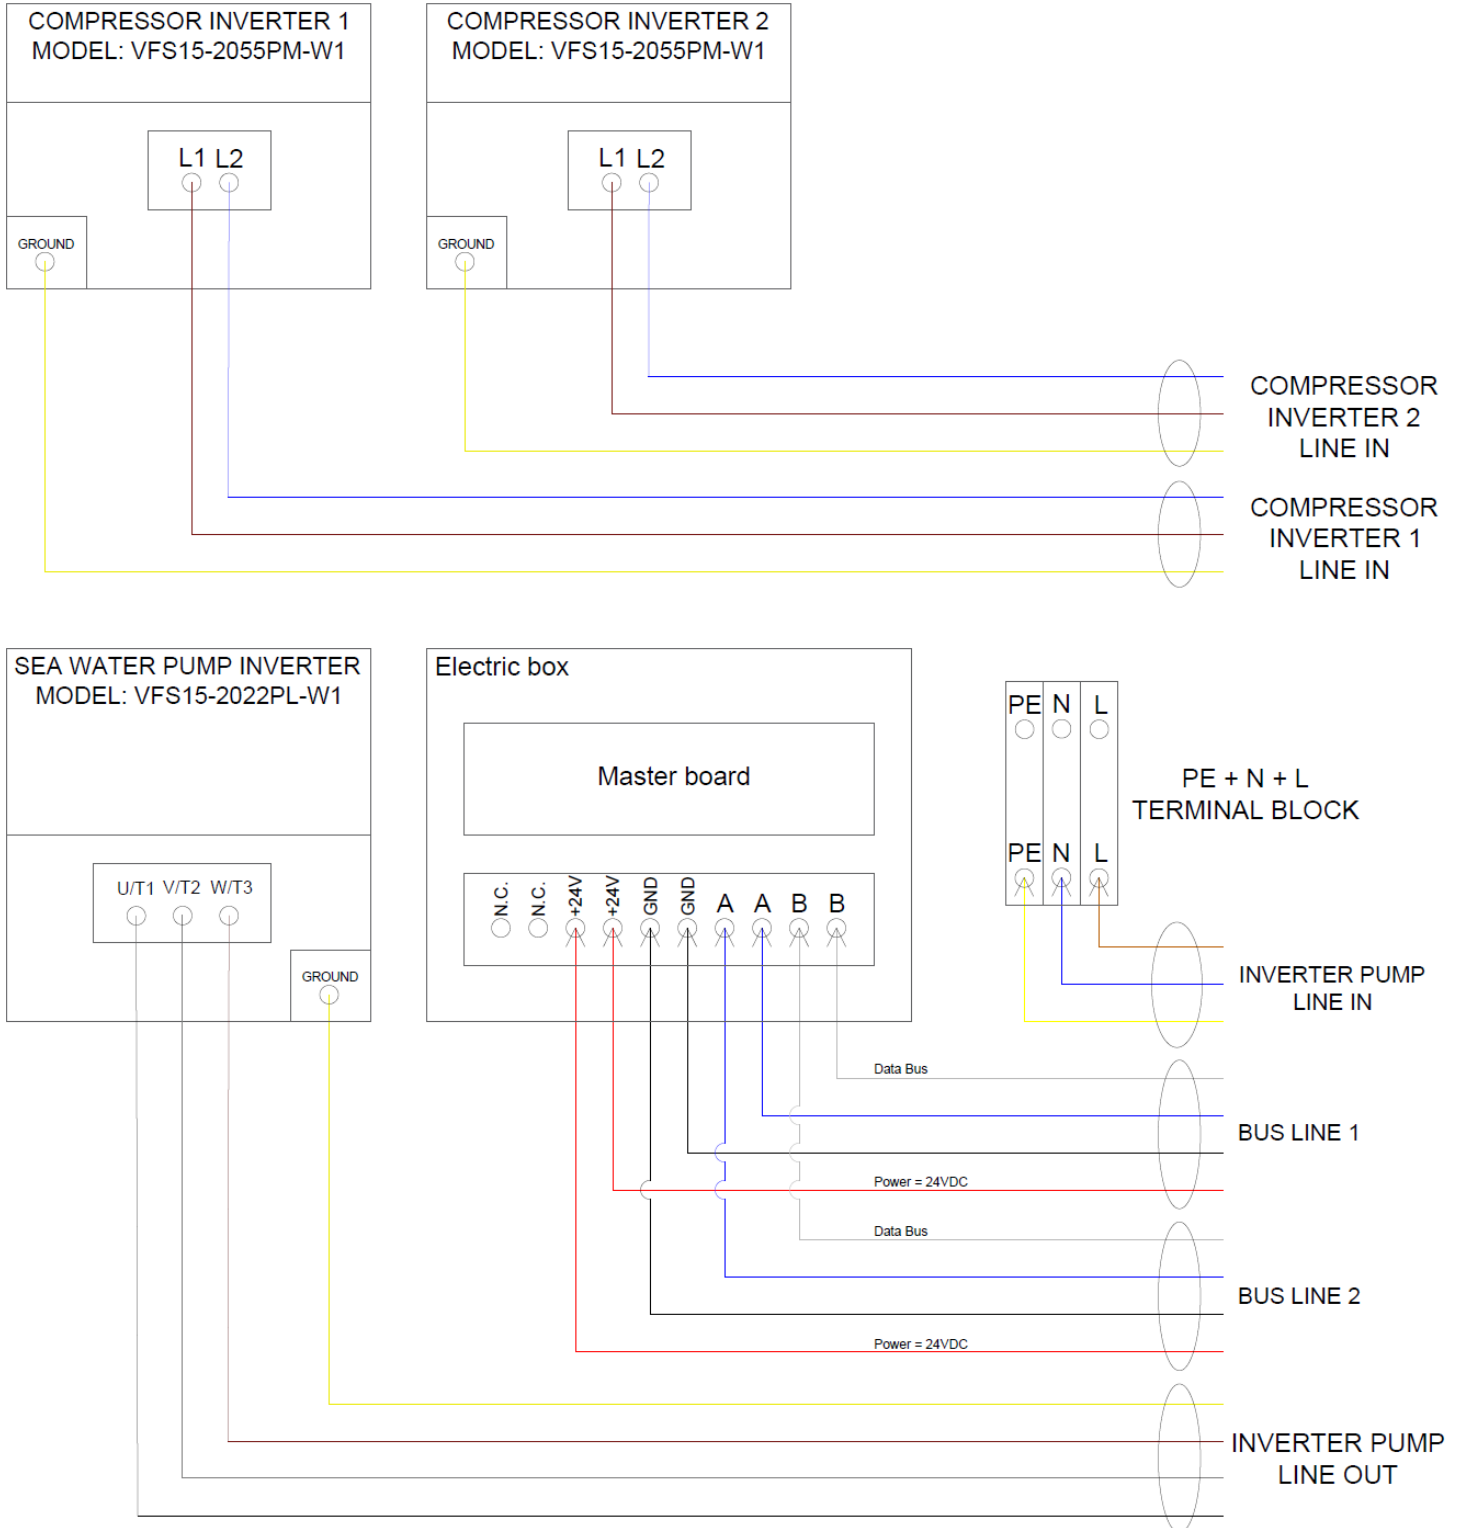 COMPRESSOR INVERTER 1
MODEL: VFS15-2055PM-W1
L1 L2
GROUND
COMPRESSOR INVERTER 2
MODEL: VFS15-2055PM-W1
L1 L2
GROUND
COMPRESSOR
INVERTER 2
LINE IN
COMPRESSOR
INVERTER 1
LINE IN
SEA WATER PUMP INVERTER
MODEL: VFS15-2022PL-W1
U/T1 V/T2 W/T3
GROUND
Electric box
Master board
N.C. N.C. +24V +24V GND GND A A B B
PE N L
PE + N + L
TERMINAL BLOCK
PE N L
INVERTER PUMP
LINE IN
Data Bus
BUS LINE 1
Power = 24VDC
Data Bus
BUS LINE 2
Power = 24VDC
INVERTER PUMP
LINE OUT